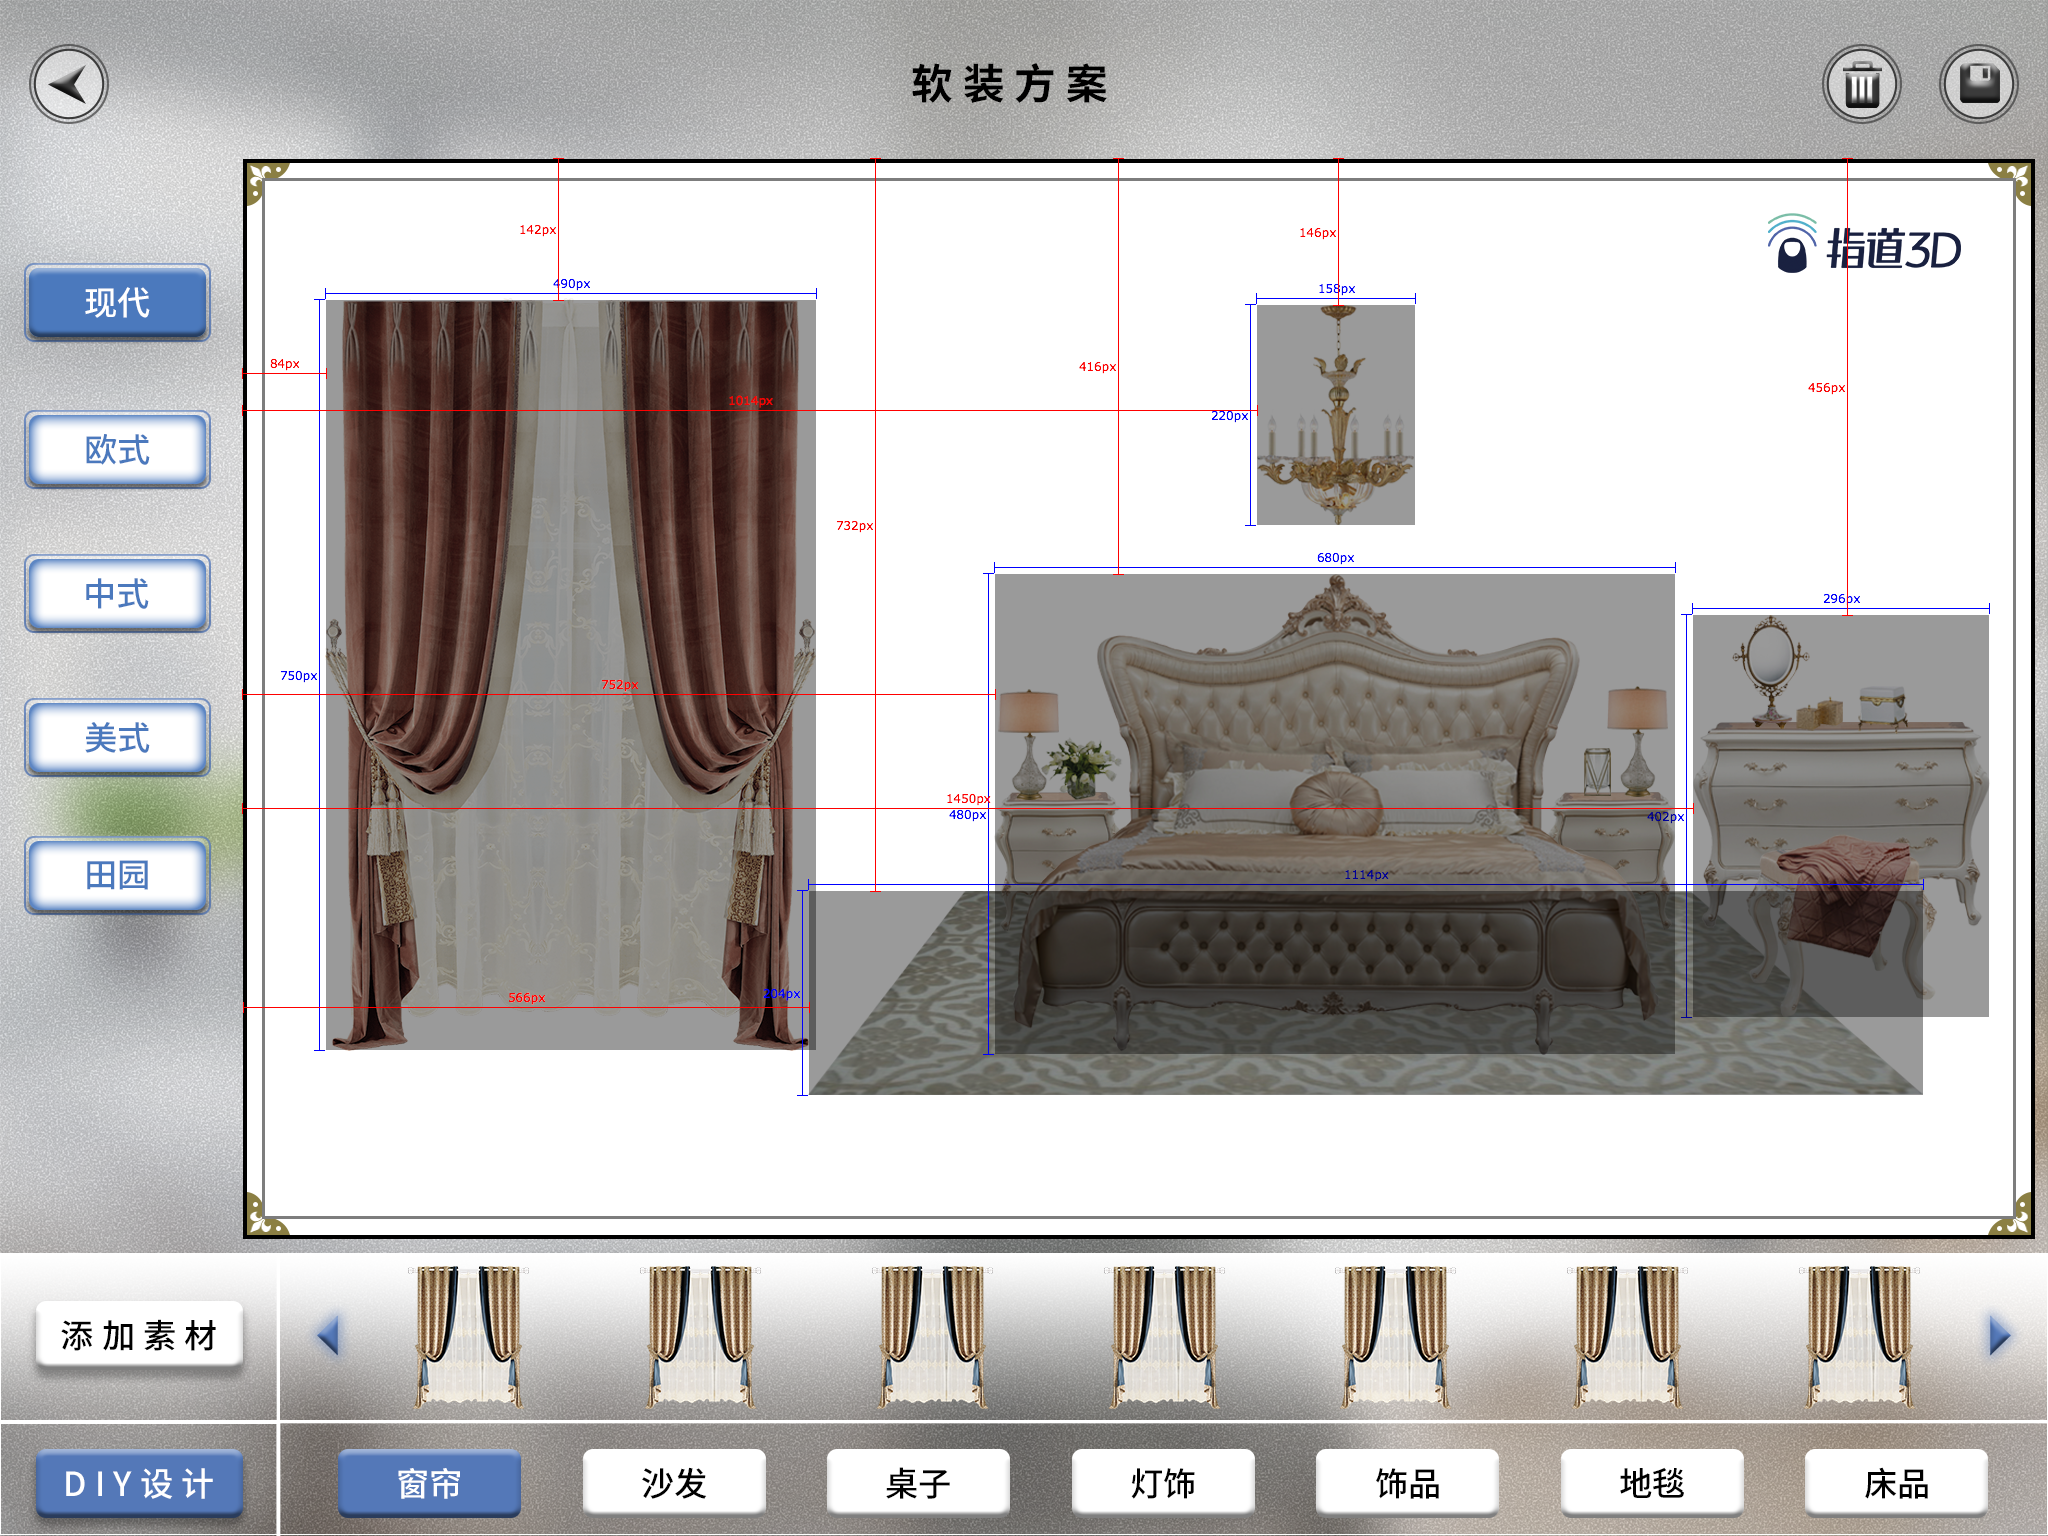 软装方案
指道3D
142px
146px
490px
158px
84px
416px
456px
1014px
220px
732px
680px
296px
750px
752px
1450px
480px
402px
1114px
566px
204px
现代
欧式
中式
美式
田园
添加素材
DIY设计
窗帘
沙发
桌子
灯饰
饰品
地毯
床品